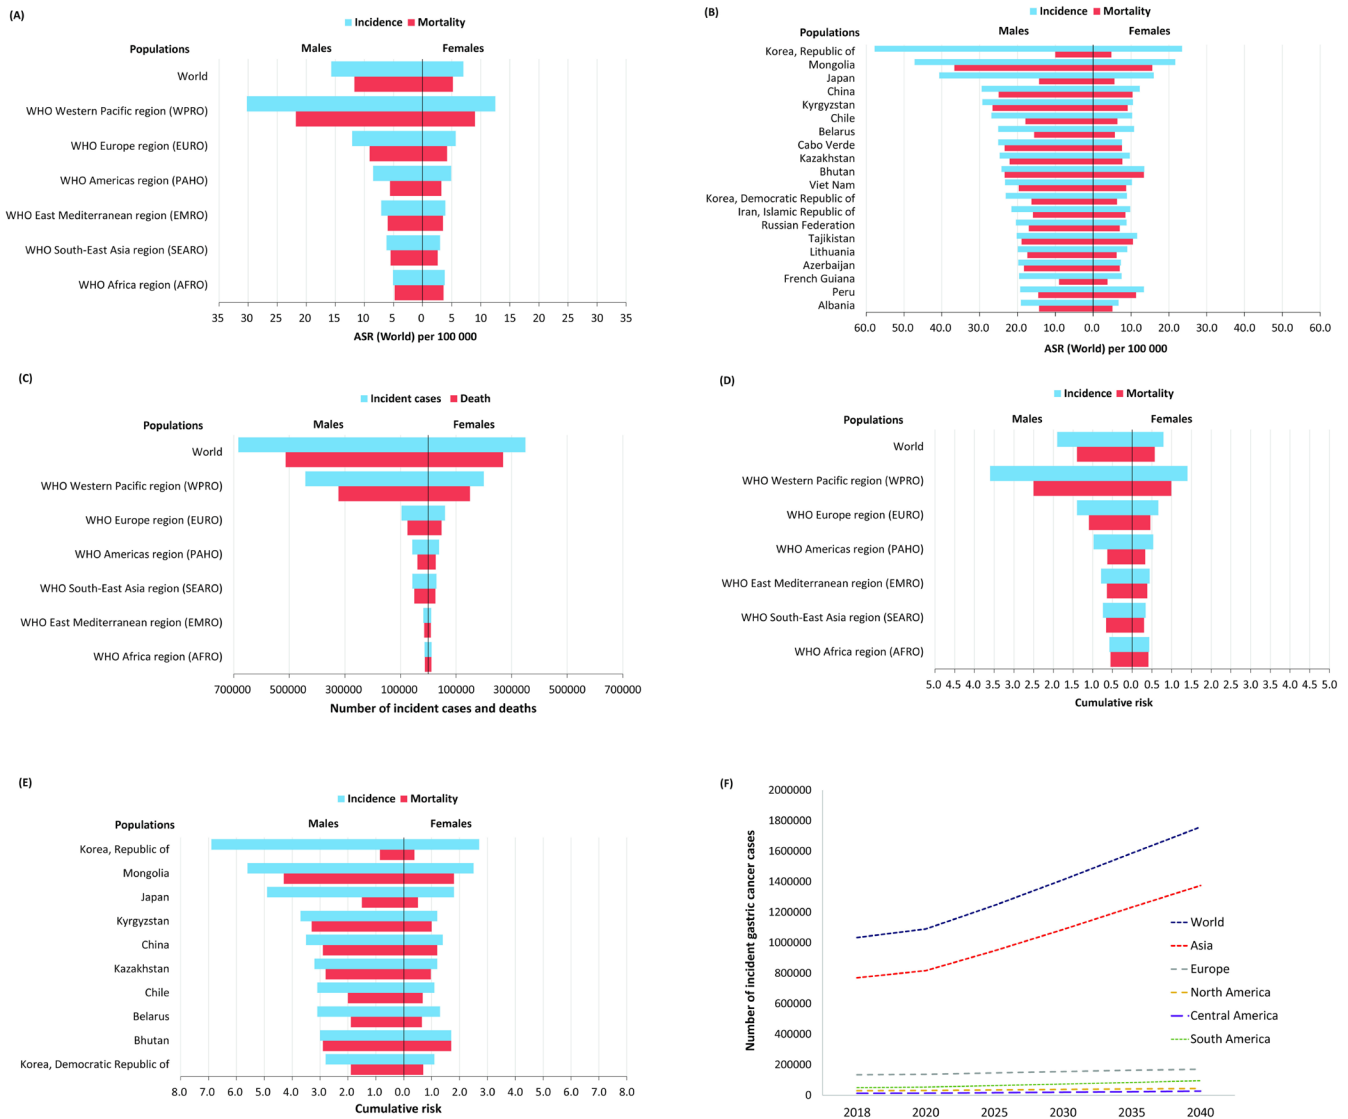 (A)
Incidence Mortality
Populations Males Females
World
WHO Western Pacific region (WPRO)
WHO Europe region (EURO)
WHO Americas region (PAHO)
WHO East Mediterranean region (EMRO)
WHO South-East Asia region (SEARO)
WHO Africa region (AFRO)
35 30 25 20 15 10 5 0 5 10 15 20 25 30 35
ASR (World) per 100 000
(B)
Incidence Mortality
Populations Males Females
Korea, Republic of
Mongolia
Japan
China
Kyrgyzstan
Chile
Belarus
Cabo Verde
Kazakhstan
Bhutan
Viet Nam
Korea, Democratic Republic of
Iran, Islamic Republic of
Russian Federation
Tajikistan
Lithuania
Azerbaijan
French Guiana
Peru
Albania
60.0 50.0 40.0 30.0 20.0 10.0 0.0 10.0 20.0 30.0 40.0 50.0 60.0
ASR (World) per 100 000
(C)
Incident cases Death
Populations Males Females
World
WHO Western Pacific region (WPRO)
WHO Europe region (EURO)
WHO Americas region (PAHO)
WHO South-East Asia region (SEARO)
WHO East Mediterranean region (EMRO)
WHO Africa region (AFRO)
700000 500000 300000 100000 100000 300000 500000 700000
Number of incident cases and deaths
(D)
Incidence Mortality
Populations Males Females
World
WHO Western Pacific region (WPRO)
WHO Europe region (EURO)
WHO Americas region (PAHO)
WHO East Mediterranean region (EMRO)
WHO South-East Asia region (SEARO)
WHO Africa region (AFRO)
5.0 4.5 4.0 3.5 3.0 2.5 2.0 1.5 1.0 0.5 0.0 0.5 1.0 1.5 2.0 2.5 3.0 3.5 4.0 4.5 5.0
Cumulative risk
(E)
Incidence Mortality
Populations Males Females
Korea, Republic of
Mongolia
Japan
Kyrgyzstan
China
Kazakhstan
Chile
Belarus
Bhutan
Korea, Democratic Republic of
8.0 7.0 6.0 5.0 4.0 3.0 2.0 1.0 0.0 1.0 2.0 3.0 4.0 5.0 6.0 7.0 8.0
Cumulative risk
(F)
Number of incident gastric cancer cases
2000000
1800000
1600000
1400000
1200000
1000000
800000
600000
400000
200000
0
World
Asia
Europe
North America
Central America
South America
2018 2020 2025 2030 2035 2040